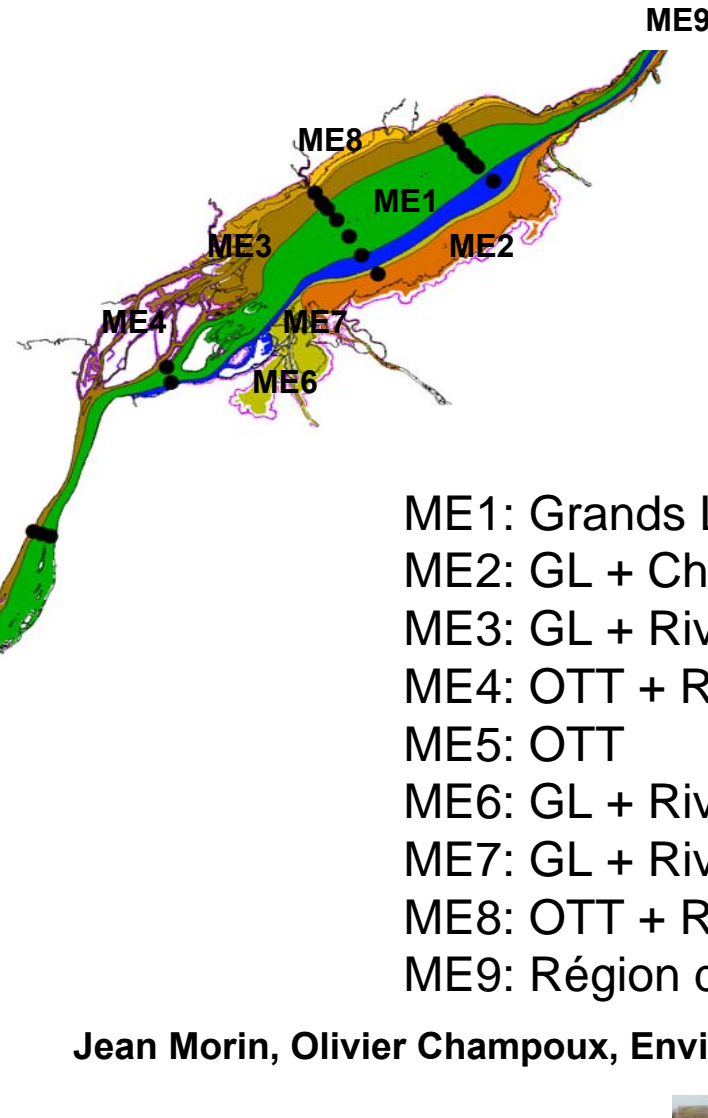 ME9
ME8
ME1
ME3
ME2
ME4
ME7
ME6
ME1: Grands
ME2: GL + Ch
ME3: GL + Riv
ME4: OTT + R
ME5: OTT
ME6: GL + Riv
ME7: GL + Riv
ME8: OTT + R
ME9: Région
Jean Morin, Olivier Champoux, Envi